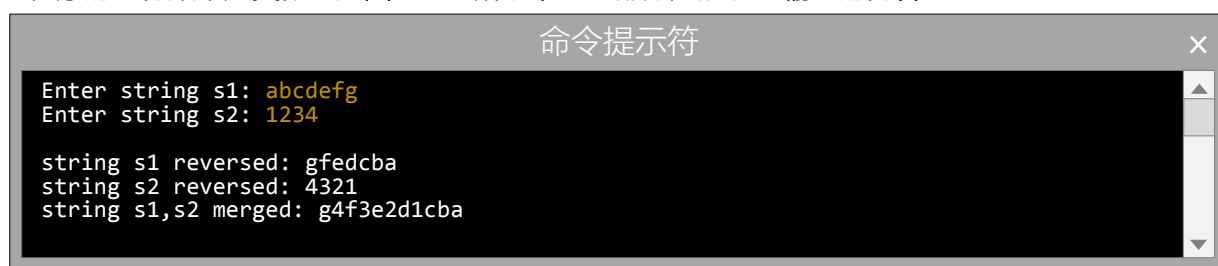 命令提示符
Enter string s1: abcdefg
Enter string s2: 1234
string s1 reversed: gfedcba
string s2 reversed: 4321
string s1,s2 merged: g4f3e2d1cba